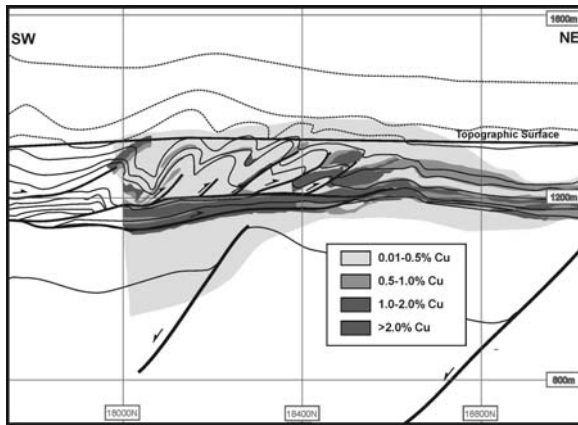 1600m
SW
NE
Topographic Surface
1200m
0.01-0.5% Cu
0.5-1.0% Cu
1.0-2.0% Cu
>2.0% Cu
800m
18000N
18400N
18800N